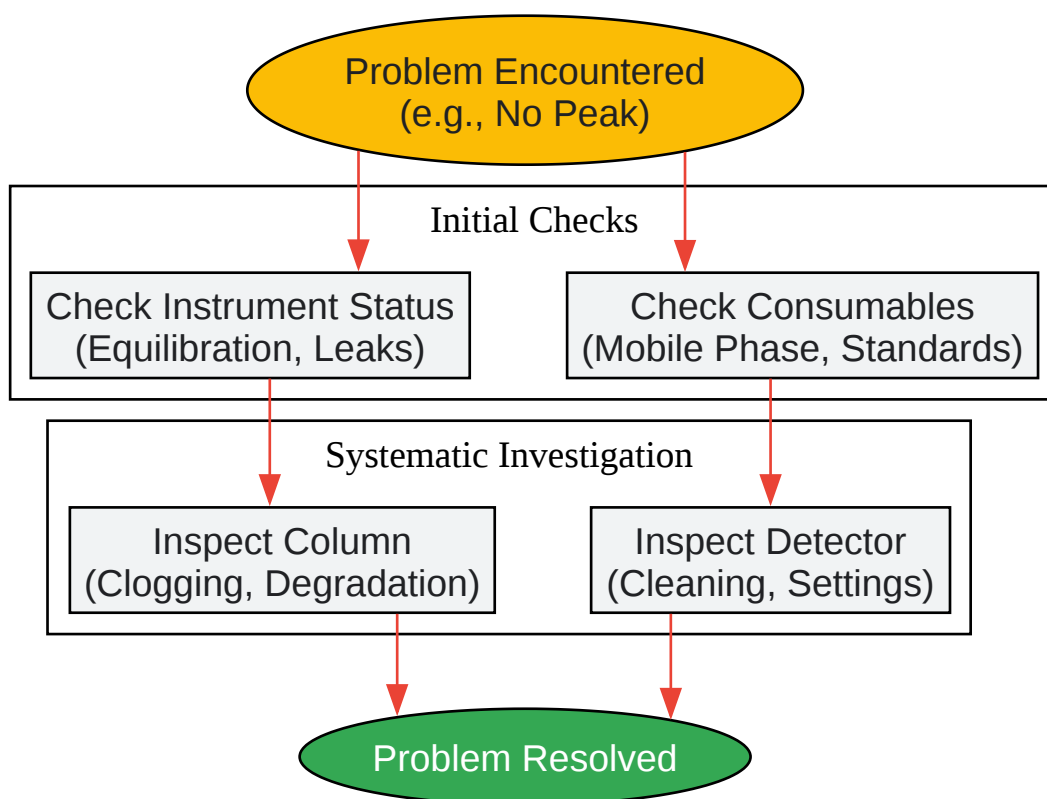 Problem Encountered
(e.g., No Peak)
Initial Checks
Check Instrument Status
(Equilibration, Leaks)
Check Consumables
(Mobile Phase, Standards)
Systematic Investigation
Inspect Column
(Clogging, Degradation)
Inspect Detector
(Cleaning, Settings)
Problem Resolved